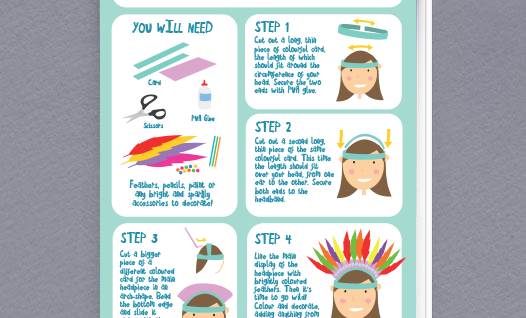 YOU WILL NEED
Card
Scissors
PVA Glue
Feathers, pencils, paint or
any bright and sparkly
accessories to decorate!
STEP 1
Cut out a long, thin
piece of colourful card,
the length of which
should fit around the
circumference of your
head. Secure the two
ends with PVA glue.
STEP 2
Cut out a second long,
thin piece of the same
colourful card. This time
the length should fit
over your head, from one
ear to the other. Secure
both ends to the
headband.
STEP 3
Cut a bigger
piece of a
different coloured
card for the main
headpiece in an
arch-shape. Bend
the bottom edge
and slide it
STEP 4
Line the main
display of the
headpiece with
brightly coloured
feathers. Then it's
time to go wild!
Colour and decorate,
adding anything from